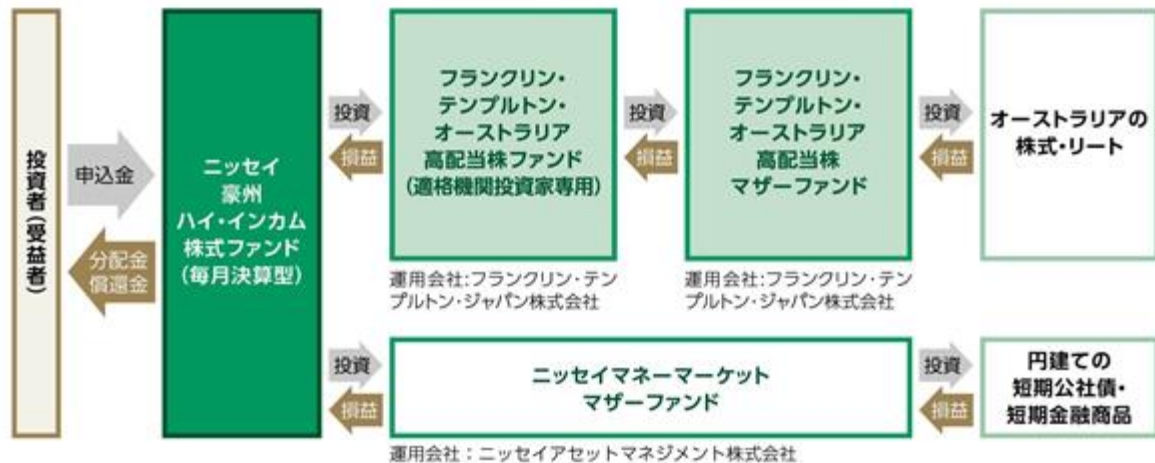 投資者(受益者)
申込金
分配金
償還金
ニッセイ
豪州
ハイ・インカム
株式ファンド
(毎月決算型)
投資
損益
フランクリン・
テンプルトン・
オーストラリア
高配当株ファンド
(適格機関投資家専用)
運用会社:フランクリン・テン
プルトン・ジャパン株式会社
投資
損益
フランクリン・
テンプルトン・
オーストラリア
高配当株
マザーファンド
運用会社:フランクリン・テン
プルトン・ジャパン株式会社
投資
損益
オーストラリアの
株式・リート
投資
損益
ニッセイマネーマーケット
マザーファンド
運用会社：ニッセイアセットマネジメント株式会社
投資
損益
円建ての
短期公社債・
短期金融商品